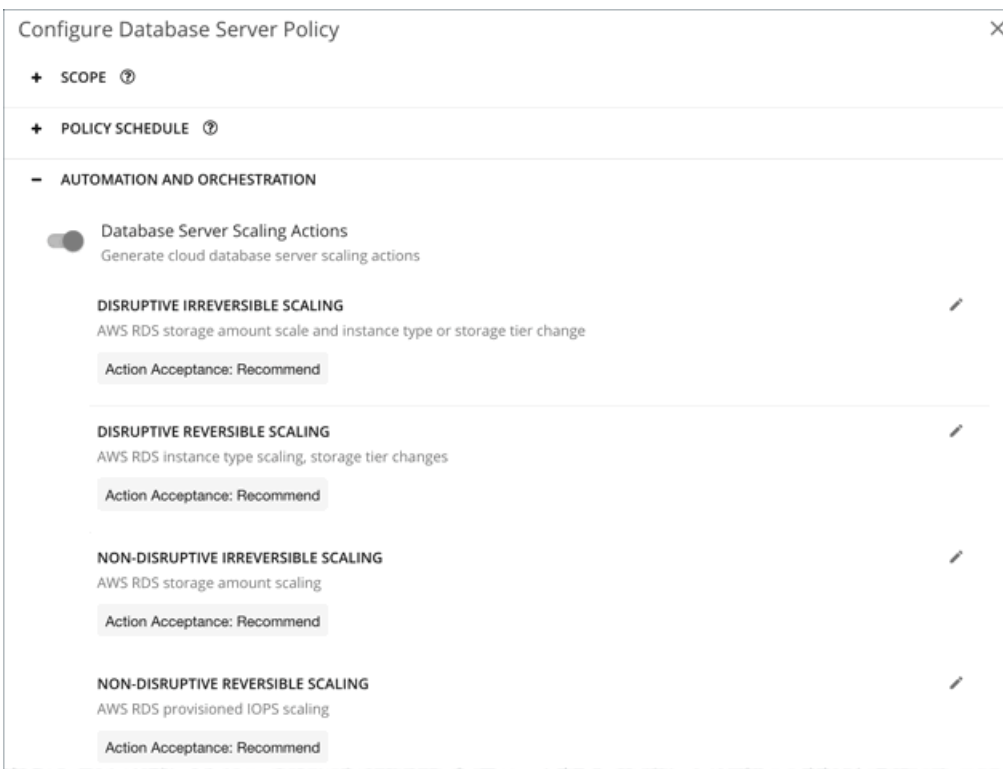 Configure Database Server Policy
SCOPE
POLICY SCHEDULE
AUTOMATION AND ORCHESTRATION
Database Server Scaling Actions
Generate cloud database server scaling actions
DISRUPTIVE IRREVERSIBLE SCALING
AWS RDS storage amount scale and instance type or storage tier change
Action Acceptance: Recommend
DISRUPTIVE REVERSIBLE SCALING
AWS RDS instance type scaling, storage tier changes
Action Acceptance: Recommend
NON-DISRUPTIVE IRREVERSIBLE SCALING
AWS RDS storage amount scaling
Action Acceptance: Recommend
NON-DISRUPTIVE REVERSIBLE SCALING
AWS RDS provisioned IOPS scaling
Action Acceptance: Recommend